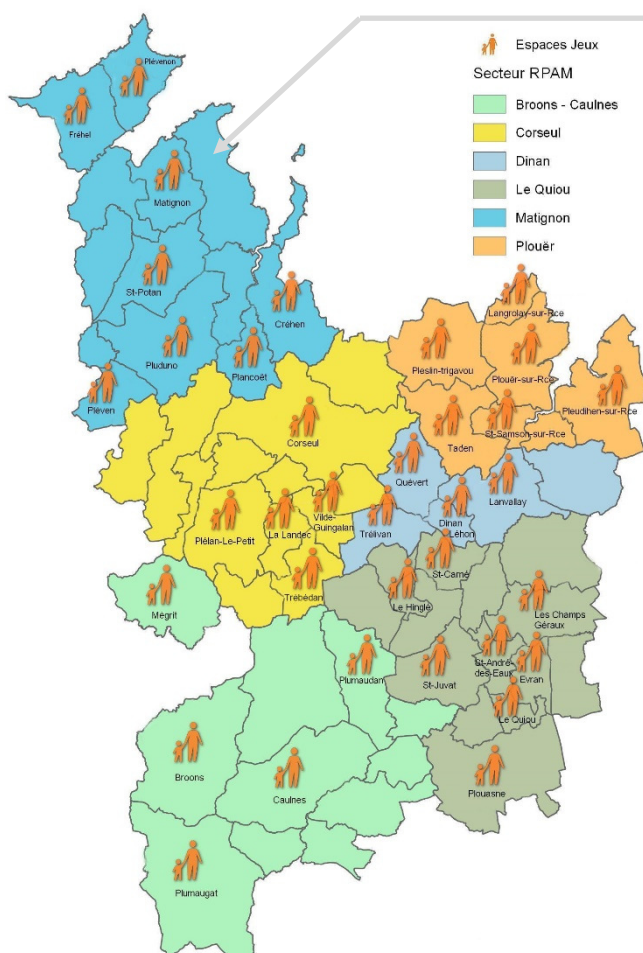 Espaces Jeux
Secteur RPAM
Broons - Caulnes
Corseul
Dinan
Le Quiou
Matignon
Plouër
Plévenon
Fréhel
Matignon
St-Potan
Créhen
Pluduno
Plancoët
Pléven
Langrolay-sur-Rce
Pleslin-trigavou
Plouër-sur-Rce
Pleudihen-sur-Rce
St-Samson-sur-Rce
Taden
Corseul
Quévert
Lanvallay
Vildé-
Guingalan
Dinan
Léhon
Trélivan
La Landec
Plélan-Le-Petit
St-Carné
Trébédan
Le Hinglé
Mégrit
Les Champs
Géraux
St-André-
des-Eaux
Evran
Plumaudan
St-Juvat
Le Quiou
Broons
Caulnes
Plouasne
Plumaugat